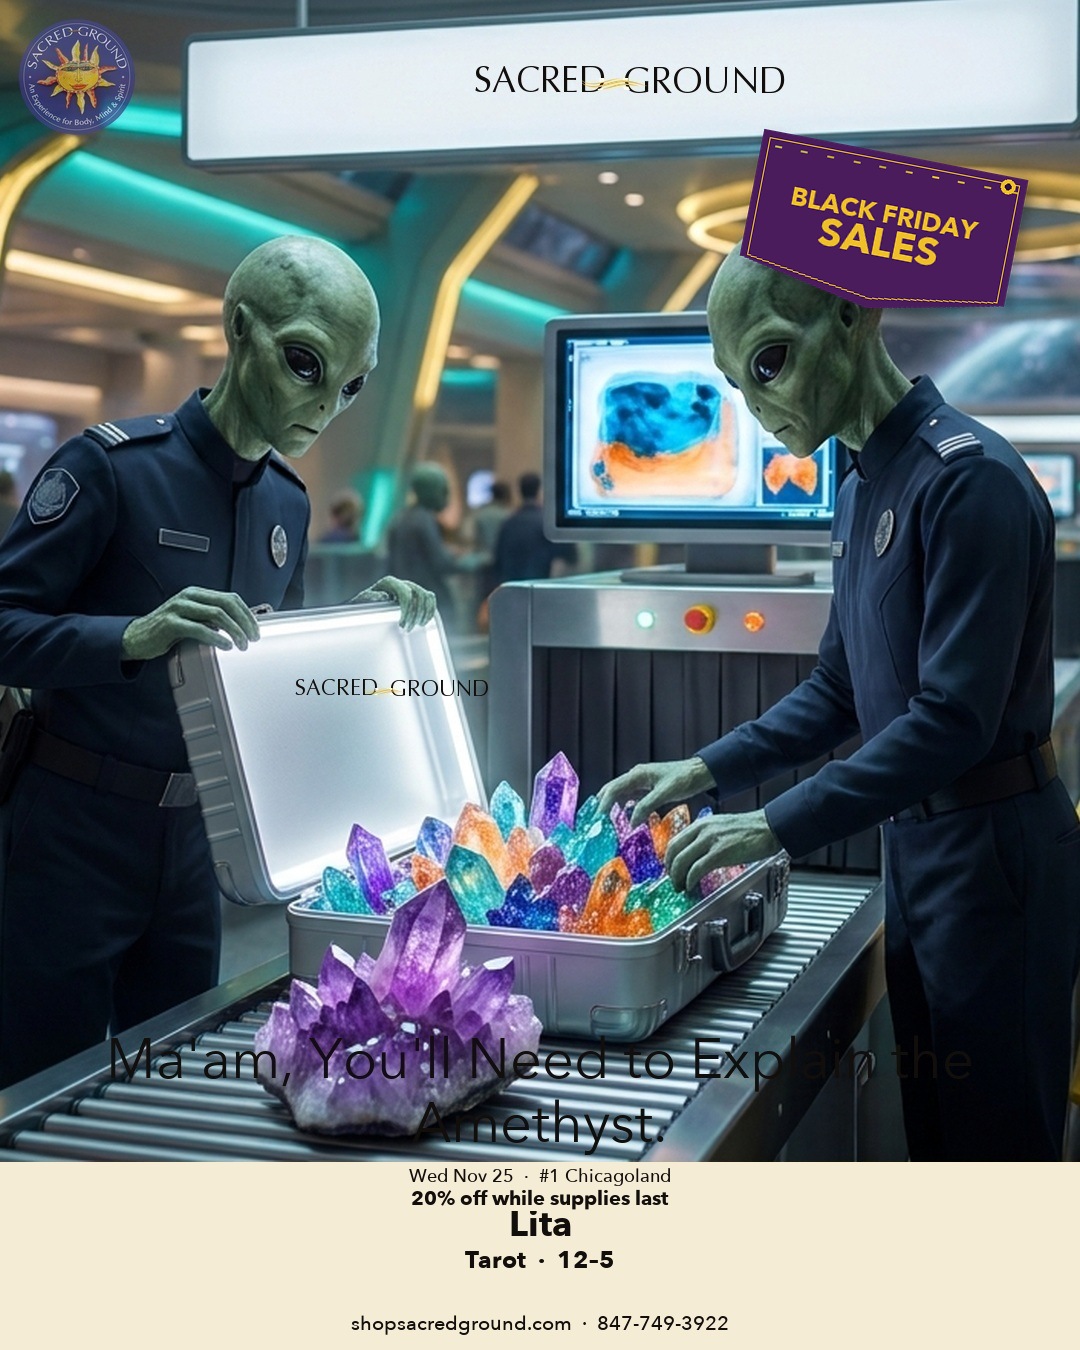 SACRED GROUND
An Experience for Body, Mind & Spirit
SACRED GROUND
BLACK FRIDAY
SALES
SACRED GROUND
Ma'am, You'll Need to Explain the
Amethyst.
Wed Nov 25 · #1 Chicagoland
20% off while supplies last
Lita
Tarot · 12–5
shopsacredground.com · 847-749-3922